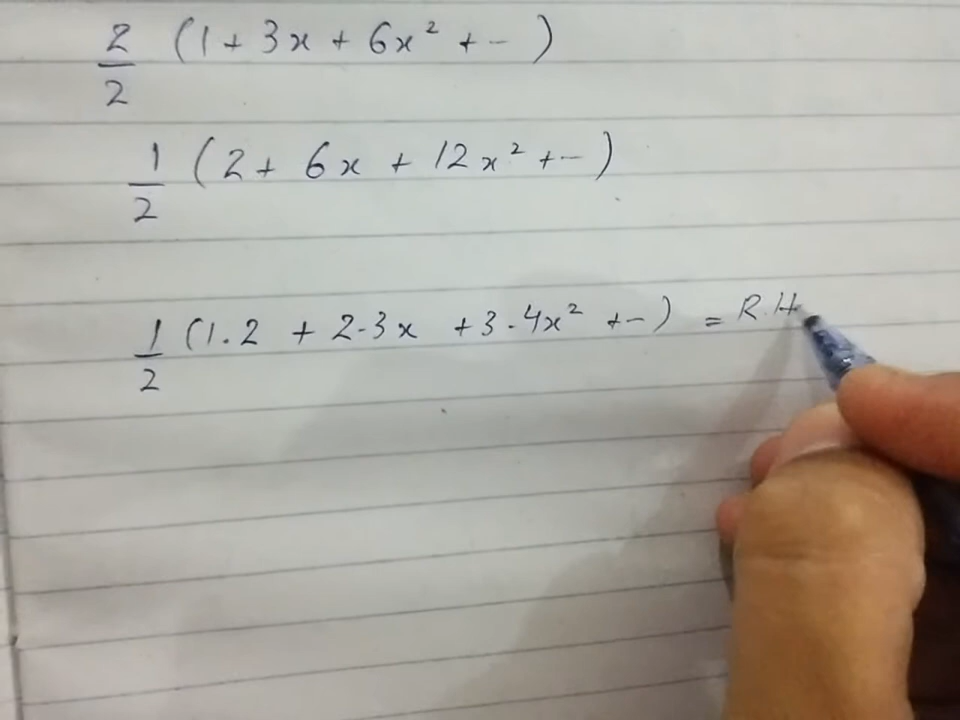 2/2 (1 + 3x + 6x² + -- )
1/2 (2 + 6x + 12x² + -- )
1/2 (1.2 + 2.3x + 3.4x² + -- ) = R.H